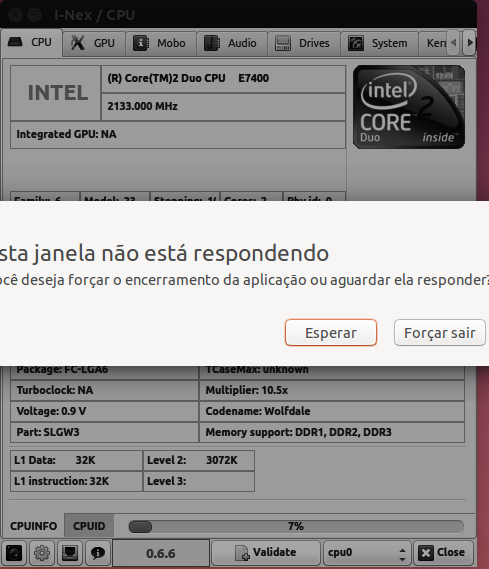 I-Nex / CPU
CPU GPU Mobo Audio Drives System Kern
INTEL
(R) Core(TM)2 Duo CPU E7400
2133.000 MHz
Integrated GPU: NA
intel
CORE 2
Duo inside™
Family: 6 Model: 23 Stepping: 10 Cores: 2 Phy id: 0
sta janela não está respondendo
ocê deseja forçar o encerramento da aplicação ou aguardar ela responder?
Esperar Forçar sair
Package: FC-LGA6 TCaseMax: unknown
Turboclock: NA Multiplier: 10.5x
Voltage: 0.9 V Codename: Wolfdale
Part: SLGW3 Memory support: DDR1, DDR2, DDR3
L1 Data: 32K Level 2: 3072K
L1 instruction: 32K Level 3:
CPUINFO CPUID 7%
0.6.6 Validate cpu0 Close